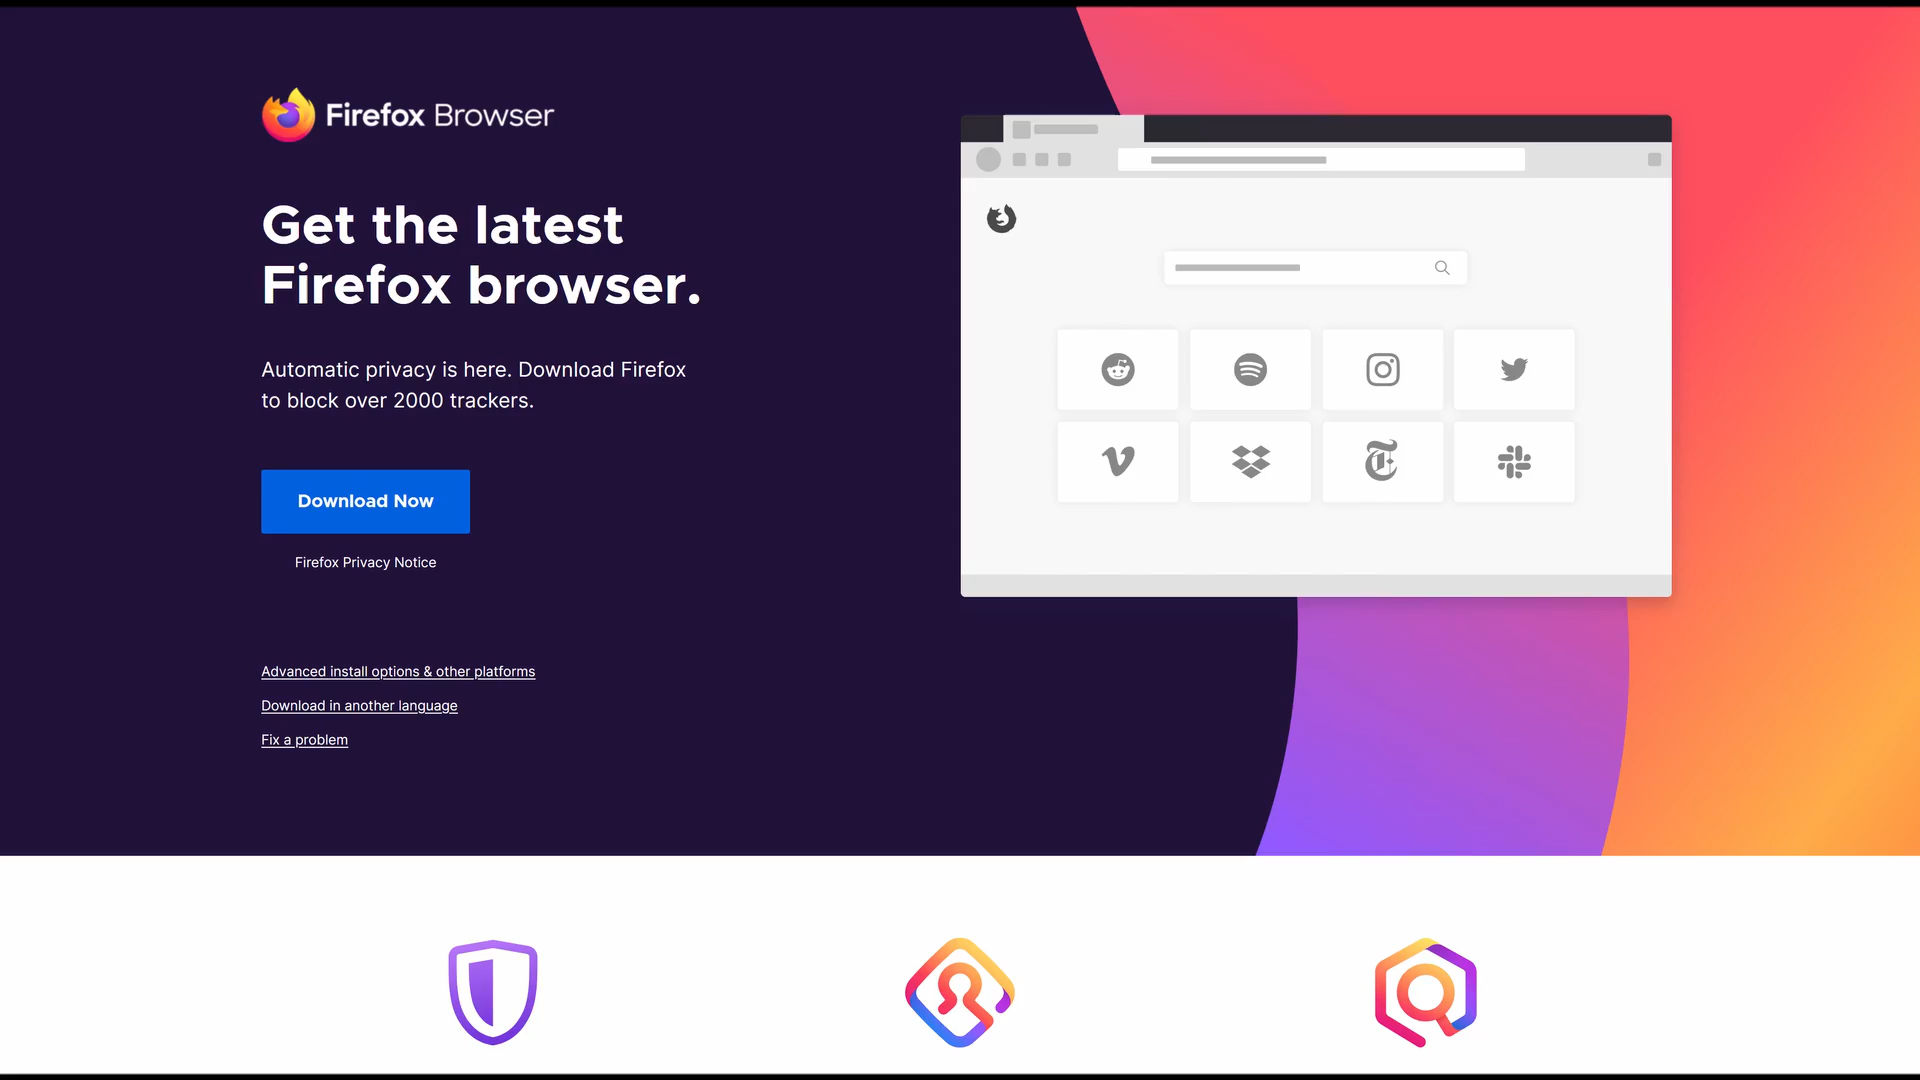 Firefox Browser
Get the latest
Firefox browser.
Automatic privacy is here. Download Firefox
to block over 2000 trackers.
Download Now
Firefox Privacy Notice
Advanced install options & other platforms
Download in another language
Fix a problem